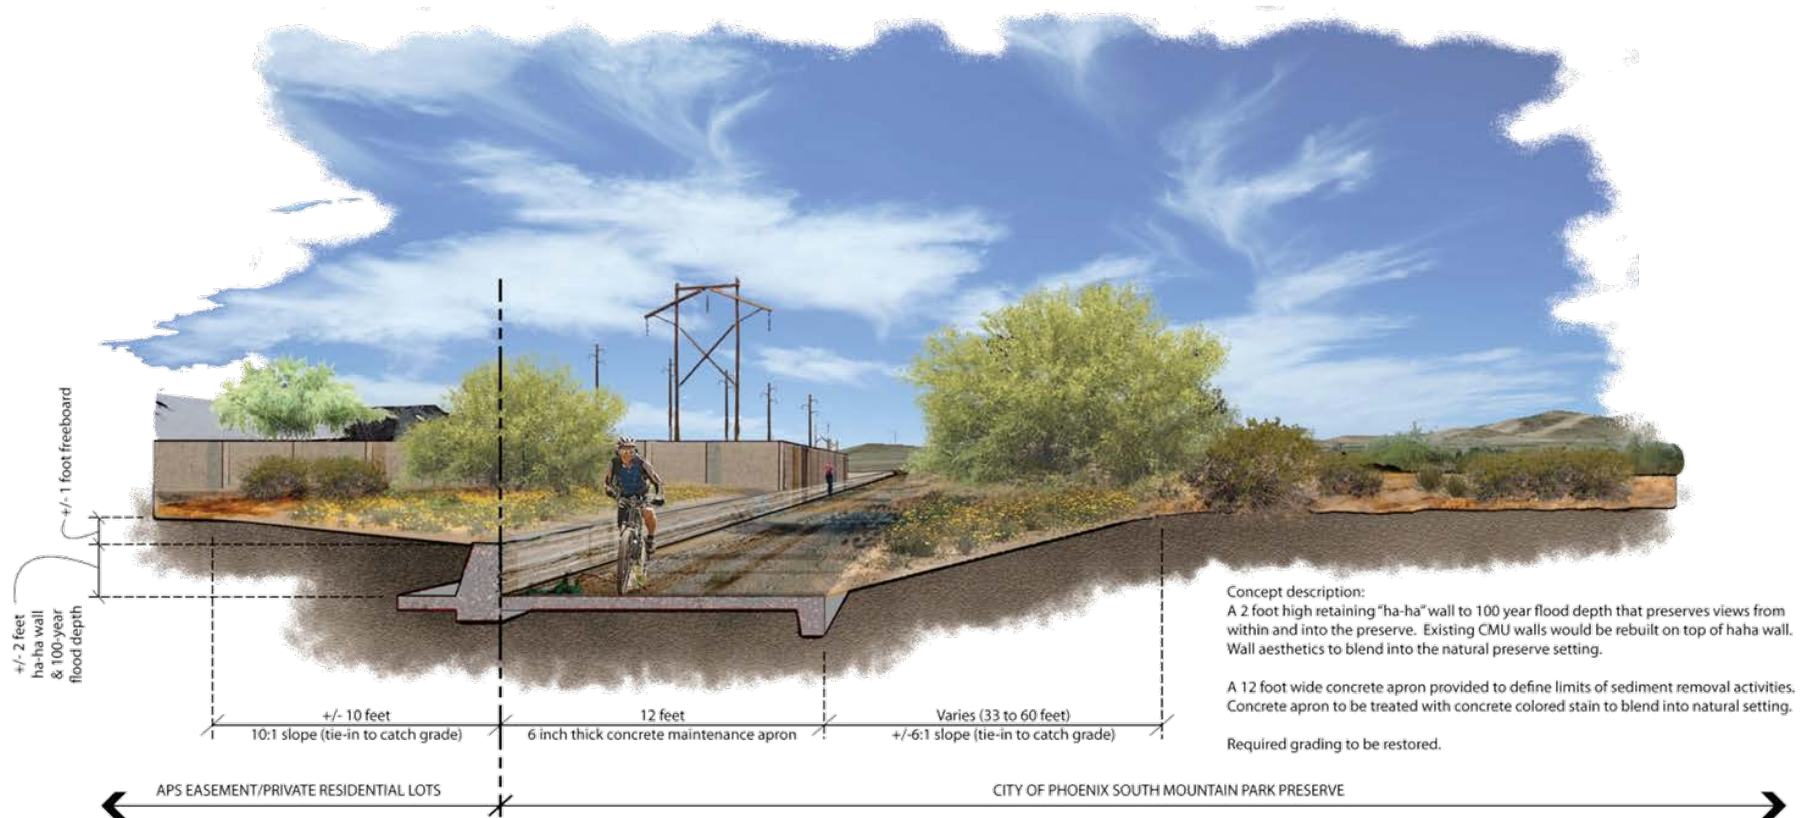 +/- 1 foot freeboard
+/- 2 feet
ha-ha wall
& 100-year
flood depth
Concept description:
A 2 foot high retaining "ha-ha" wall to 100 year flood depth that preserves views from
within and into the preserve.  Existing CMU walls would be rebuilt on top of haha wall.
Wall aesthetics to blend into the natural preserve setting.
A 12 foot wide concrete apron provided to define limits of sediment removal activities.
Concrete apron to be treated with concrete colored stain to blend into natural setting.
Required grading to be restored.
+/- 10 feet
10:1 slope (tie-in to catch grade)
12 feet
6 inch thick concrete maintenance apron
Varies (33 to 60 feet)
+/-6:1 slope (tie-in to catch grade)
APS EASEMENT/PRIVATE RESIDENTIAL LOTS
CITY OF PHOENIX SOUTH MOUNTAIN PARK PRESERVE